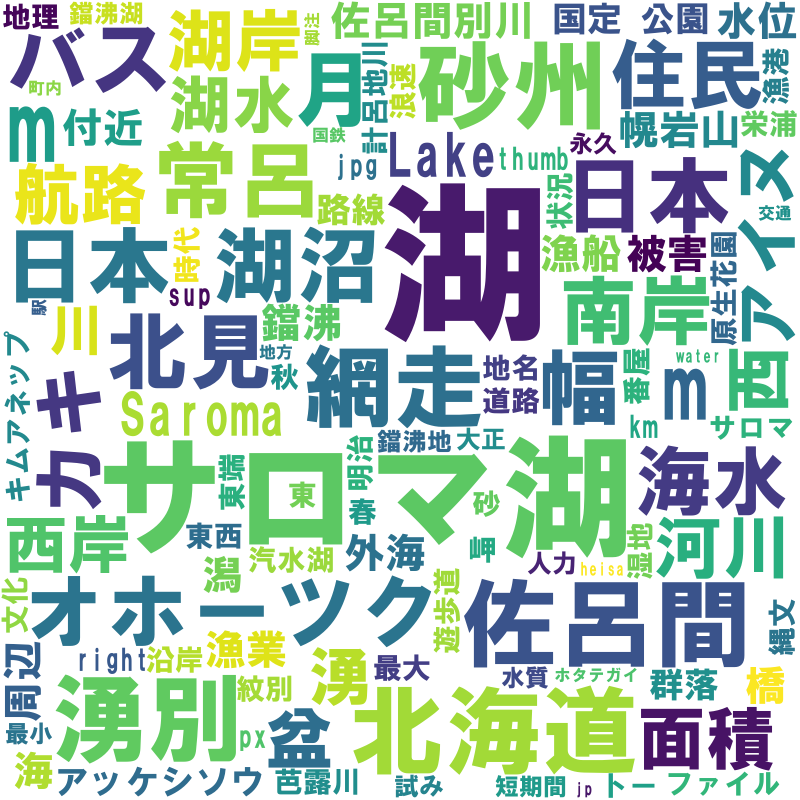 地理
鐺沸湖
湖岸
佐呂間別川
国定
公園
水位
バス
町内
湖水
月
計呂地川
浪速
砂州
住民
漁港
m
付近
国鉄
jpg
Lake
thumb
永久
幌岩山
栄浦
航路
常呂
路線
湖
状況
日本
アイヌ
交通
日本
時代
湖沼
漁船
被害
原生花園
sup
駅
川
北見
鐺沸
地方
秋
網走
地名
道路
南岸
幅
番屋
m
water
西
キムアネップ
カキ
Saroma
鐺沸地
大正
km
サロマ
サロマ湖
東端
東
明治
春
砂
海水
西岸
東西
潟
汽水湖
外海
岬
人力
heisa
湿地
河川
文化
オホーツク
遊歩道
佐呂間
縄文
周辺
right
沿岸
漁業
紋別
湧
最大
水質
ホタテガイ
群落
橋
最小
湧別
px
盆
北海道
面積
海
アッケシソウ
芭露川
試み
短期間
jp
トー
ファイル